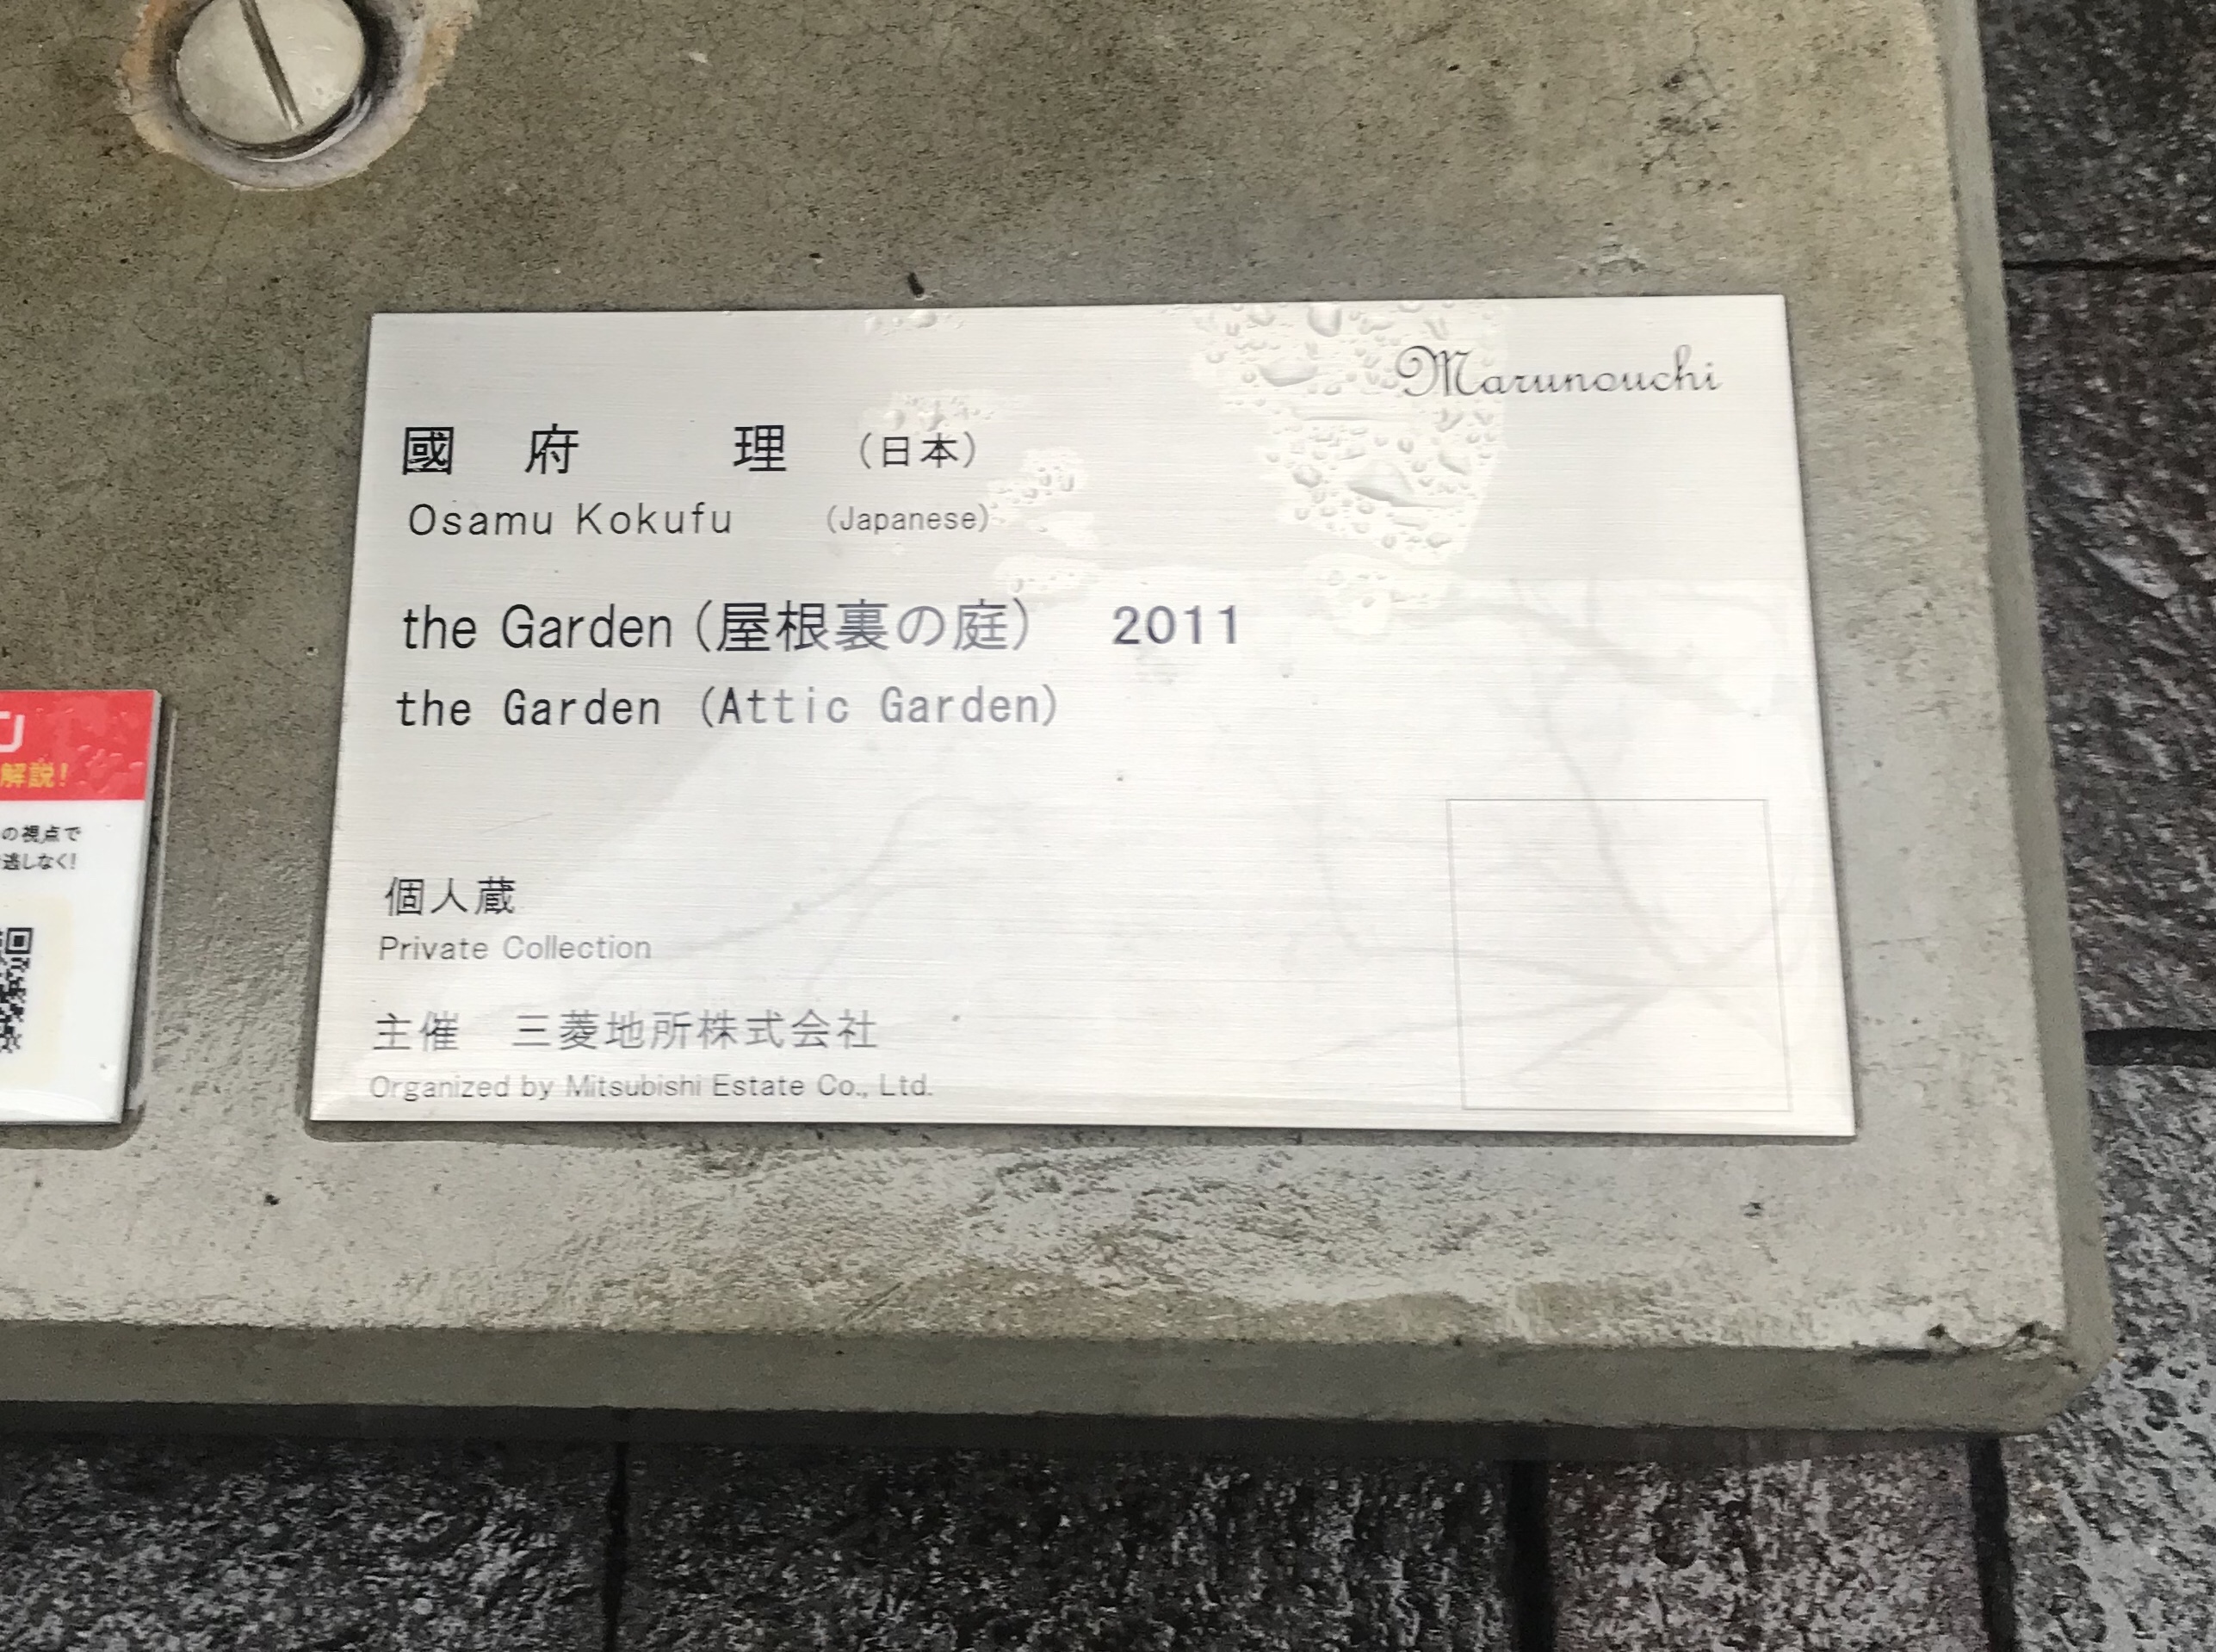 Marunouchi
國　府　　　理　（日本）
Osamu Kokufu　（Japanese）
the Garden（屋根裏の庭）　2011
the Garden (Attic Garden)
個人蔵
Private Collection
主催　三菱地所株式会社
Organized by Mitsubishi Estate Co., Ltd.
解説！
の視点で
逃しなく！